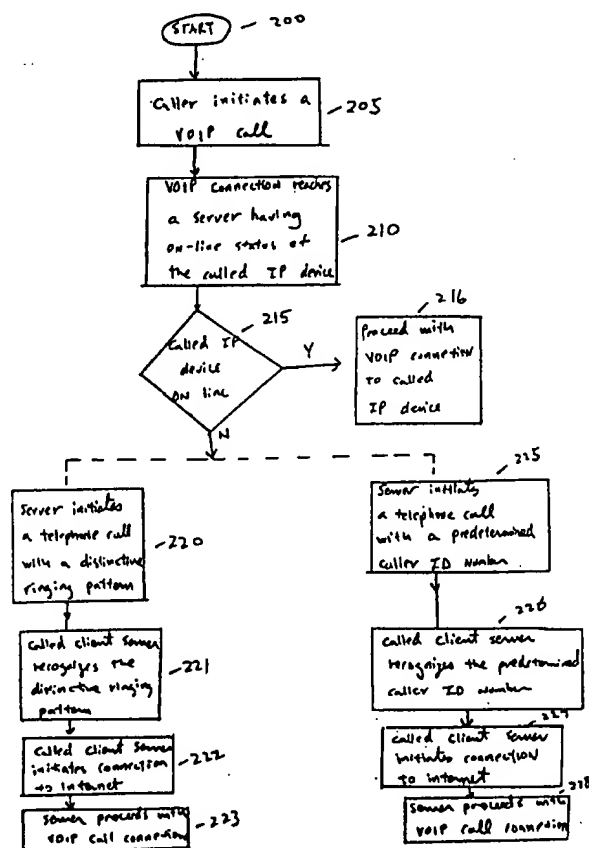 START
200
Caller initiates a
VOIP call
205
VOIP connection reaches
a server having
on-line status of
the called IP device
210
215
Called IP
device
ON line
Y
N
216
Proceed with
VOIP connection
to called
IP device
Server initiates
a telephone call
with a distinctive
ringing pattern
220
225
Server initiates
a telephone call
with a predetermined
caller ID Number
called client Server
recognizes the
distinctive ringing
pattern
221
226
called client server
recognizes the predetermined
caller ID Number
called client Server
initiates connection
to Internet
222
227
called client Server
initiates connection
to internet
Server proceeds with
VOIP call connection
223
228
Server proceeds with
VOIP call connection